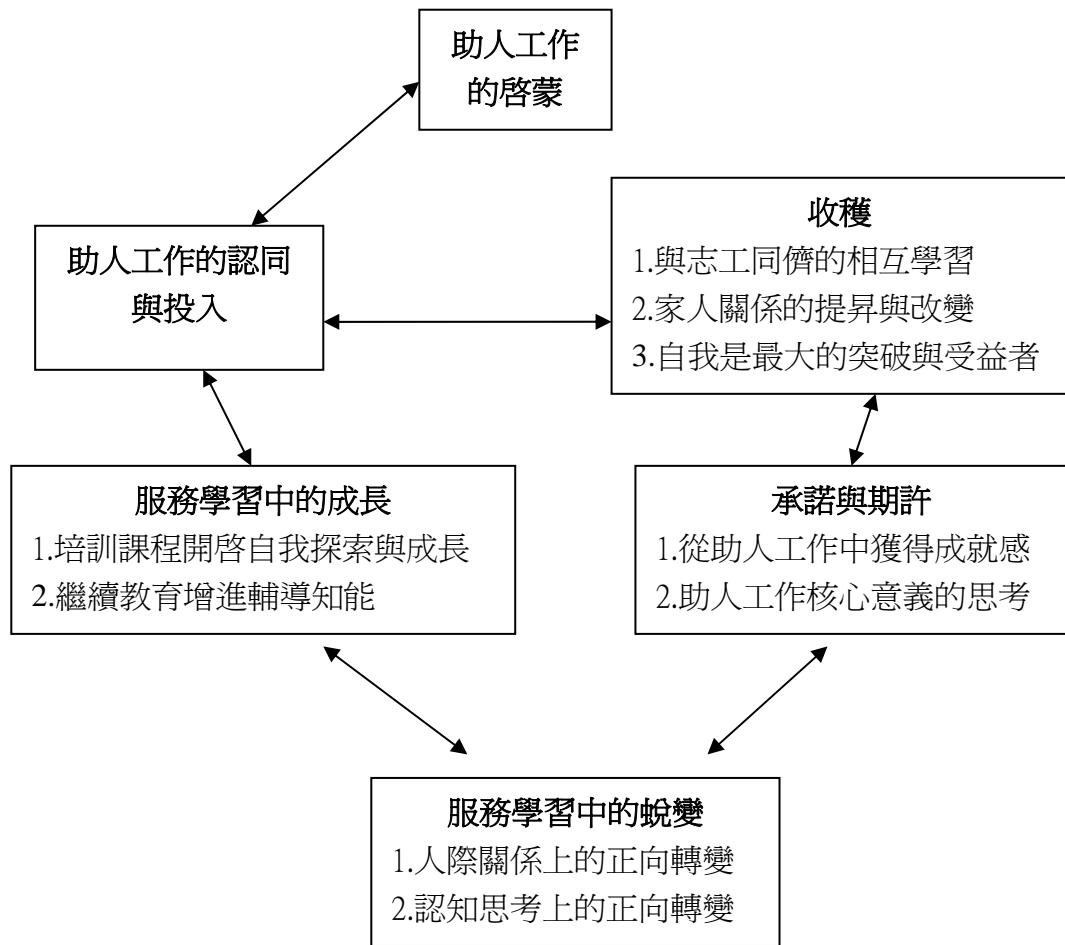 助人工作
的啓蒙
收穫
1.與志工同儕的相互學習
2.家人關係的提昇與改變
3.自我是最大的突破與受益者
助人工作的認同
與投入
服務學習中的成長
1.培訓課程開啓自我探索與成長
2.繼續教育增進輔導知能
承諾與期許
1.從助人工作中獲得成就感
2.助人工作核心意義的思考
服務學習中的蛻變
1.人際關係上的正向轉變
2.認知思考上的正向轉變